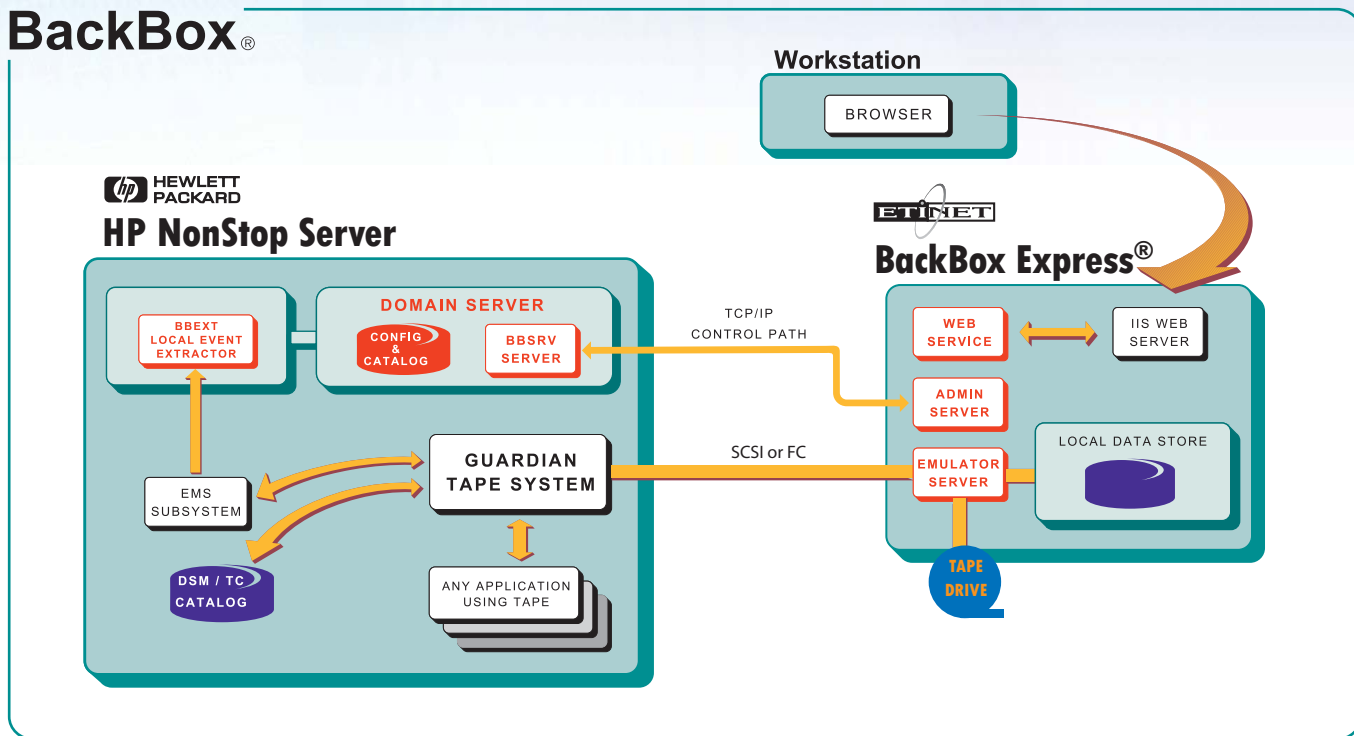 BackBox®
Workstation
BROWSER
hp HEWLETT
PACKARD
HP NonStop Server
ETINET
BackBox Express®
BBEXT
LOCAL EVENT
EXTRACTOR
DOMAIN SERVER
CONFIG
&
CATALOG
BBSRV
SERVER
TCP/IP
CONTROL PATH
WEB
SERVICE
IIS WEB
SERVER
ADMIN
SERVER
EMS
SUBSYSTEM
GUARDIAN
TAPE SYSTEM
SCSI or FC
EMULATOR
SERVER
LOCAL DATA STORE
DSM / TC
CATALOG
ANY APPLICATION
USING TAPE
TAPE
DRIVE